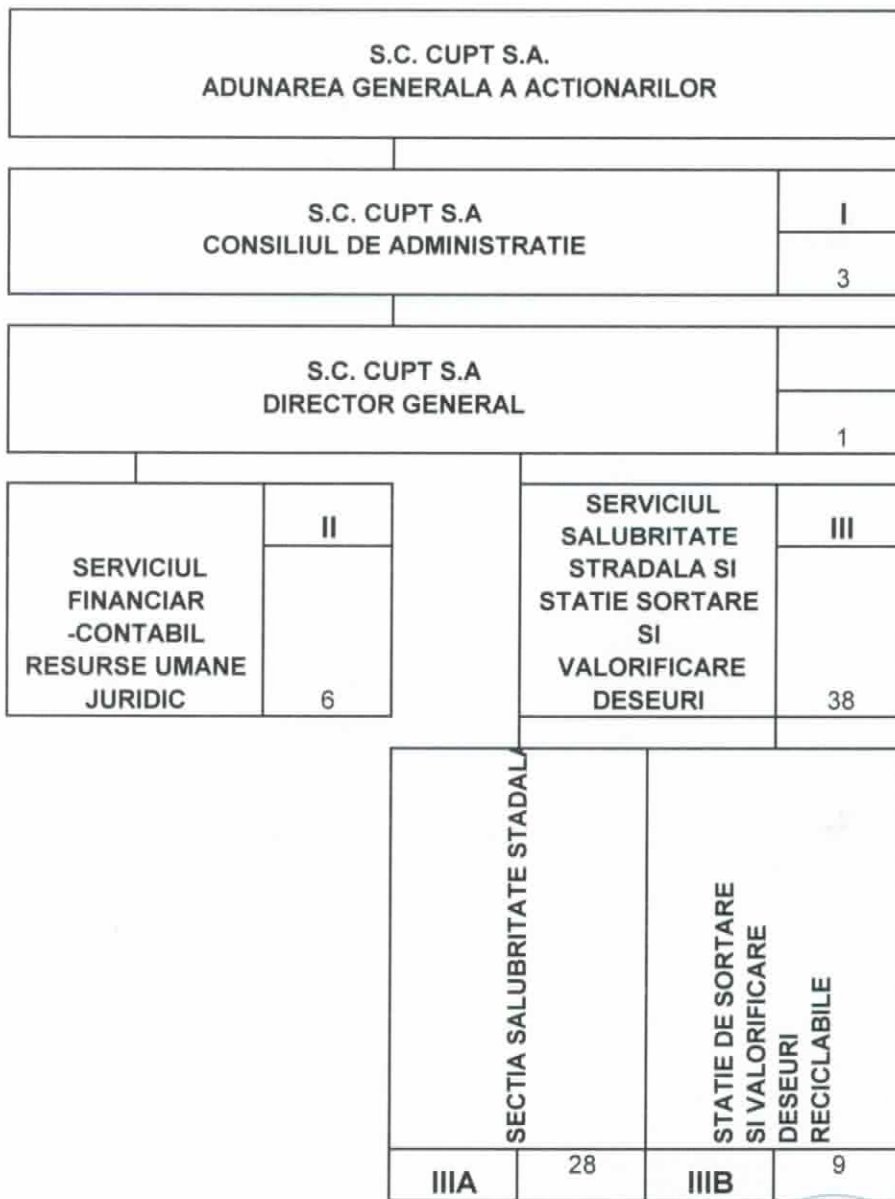 S.C. CUPT S.A.
ADUNAREA GENERALA A ACTIONARILOR
S.C. CUPT S.A
CONSILIUL DE ADMINISTRATIE
I
3
S.C. CUPT S.A
DIRECTOR GENERAL
1
SERVICIUL
FINANCIAR
-CONTABIL
RESURSE UMANE
JURIDIC
II
6
SERVICIUL
SALUBRITATE
STRADALA SI
STATIE SORTARE
SI
VALORIFICARE
DESEURI
III
38
SECTIA SALUBRITATE STADALA
IIIA
28
STATIE DE SORTARE
SI VALORIFICARE
DESEURI
RECICLABILE
IIIB
9